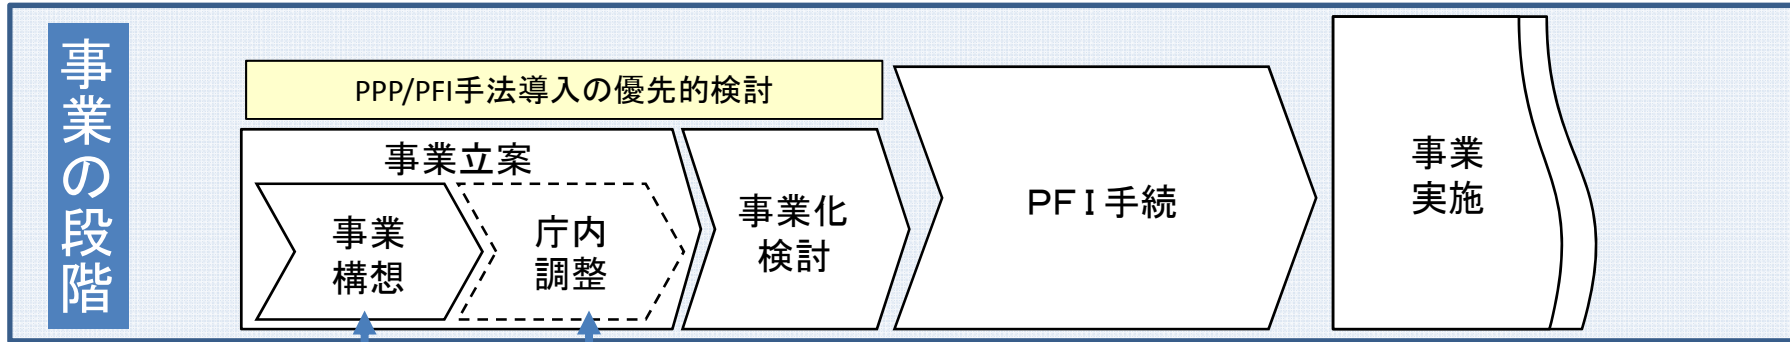 事業の段階
PPP/PFI手法導入の優先的検討
事業立案
事業
構想
庁内
調整
事業化
検討
ＰＦＩ手続
事業
実施